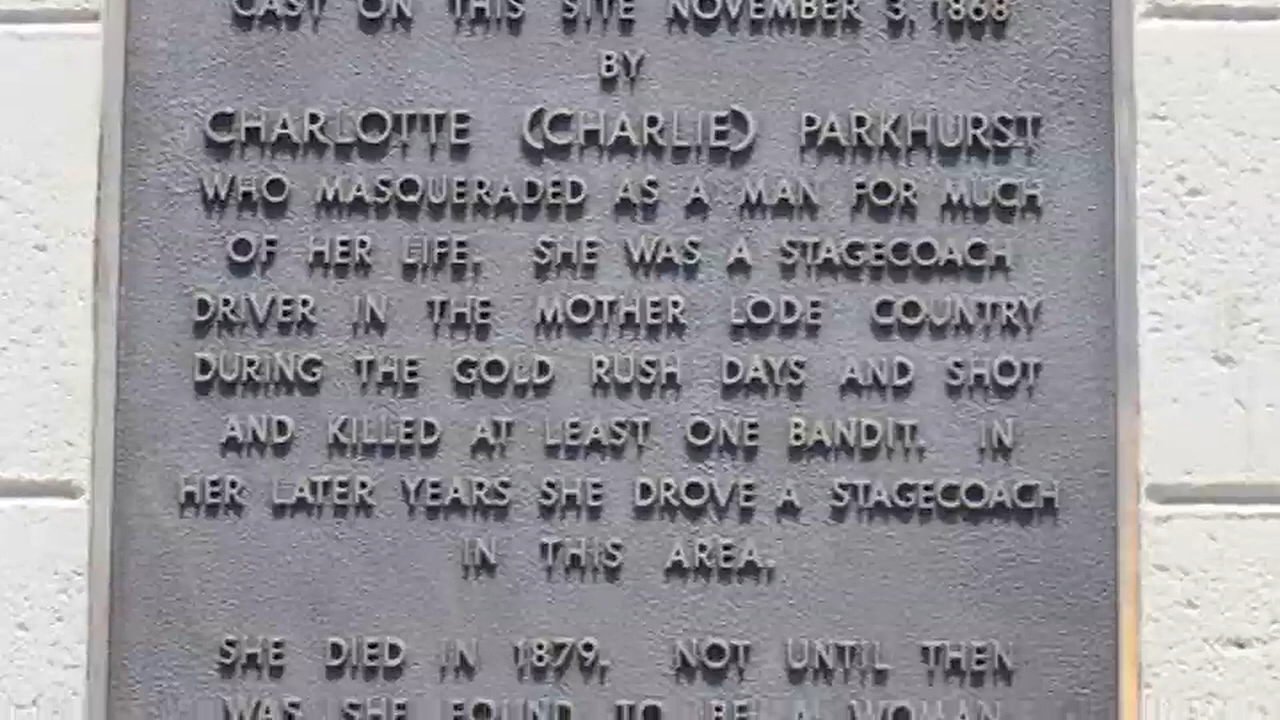 CAST ON THIS SITE NOVEMBER 3, 1868
BY
CHARLOTTE (CHARLIE) PARKHURST
WHO MASQUERADED AS A MAN FOR MUCH
OF HER LIFE. SHE WAS A STAGECOACH
DRIVER IN THE MOTHER LODE COUNTRY
DURING THE GOLD RUSH DAYS AND SHOT
AND KILLED AT LEAST ONE BANDIT. IN
HER LATER YEARS SHE DROVE A STAGECOACH
IN THIS AREA.
SHE DIED IN 1879. NOT UNTIL THEN
WAS SHE FOUND TO BE A WOMAN